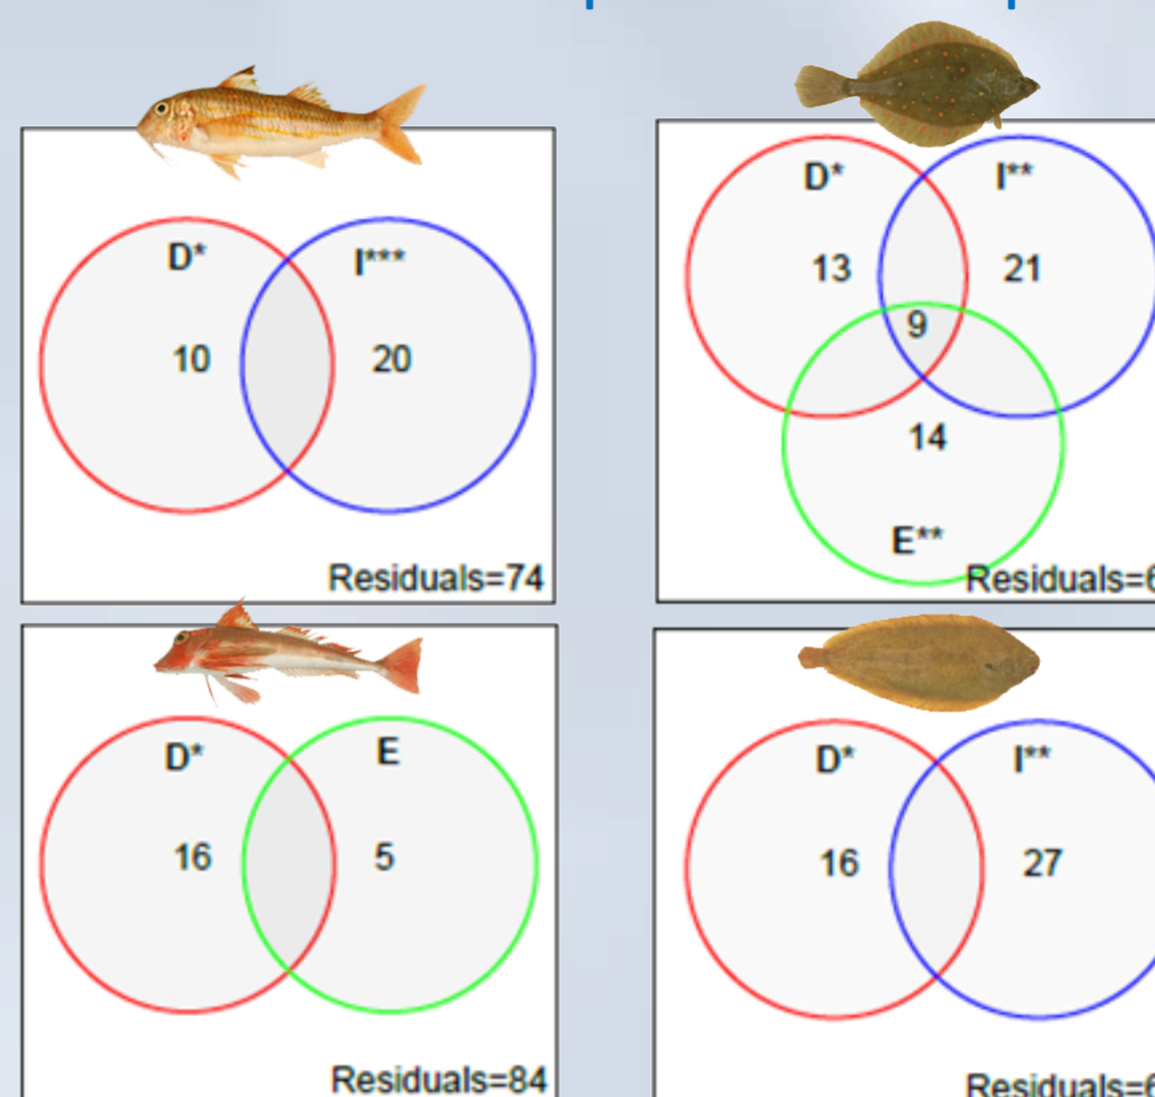 D*
I***
10
20
Residuals=74
D*
I**
13
21
9
14
E**
D*
E
16
5
Residuals=84
D*
I**
16
27